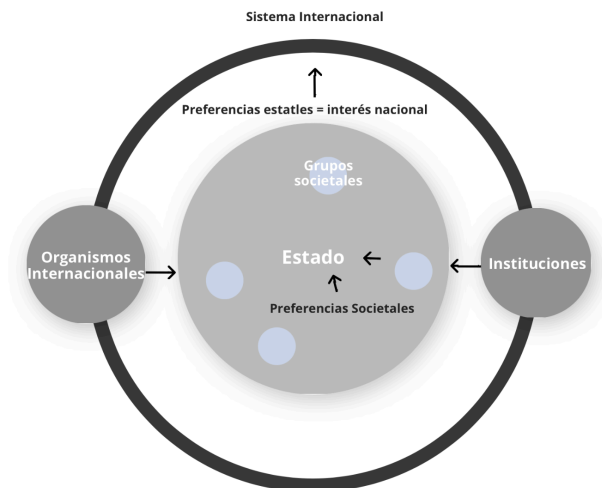 Sistema Internacional
Preferencias estatles = interés nacional
Grupos
societales
Organismos
Internacionales
Estado
Instituciones
Preferencias Societales